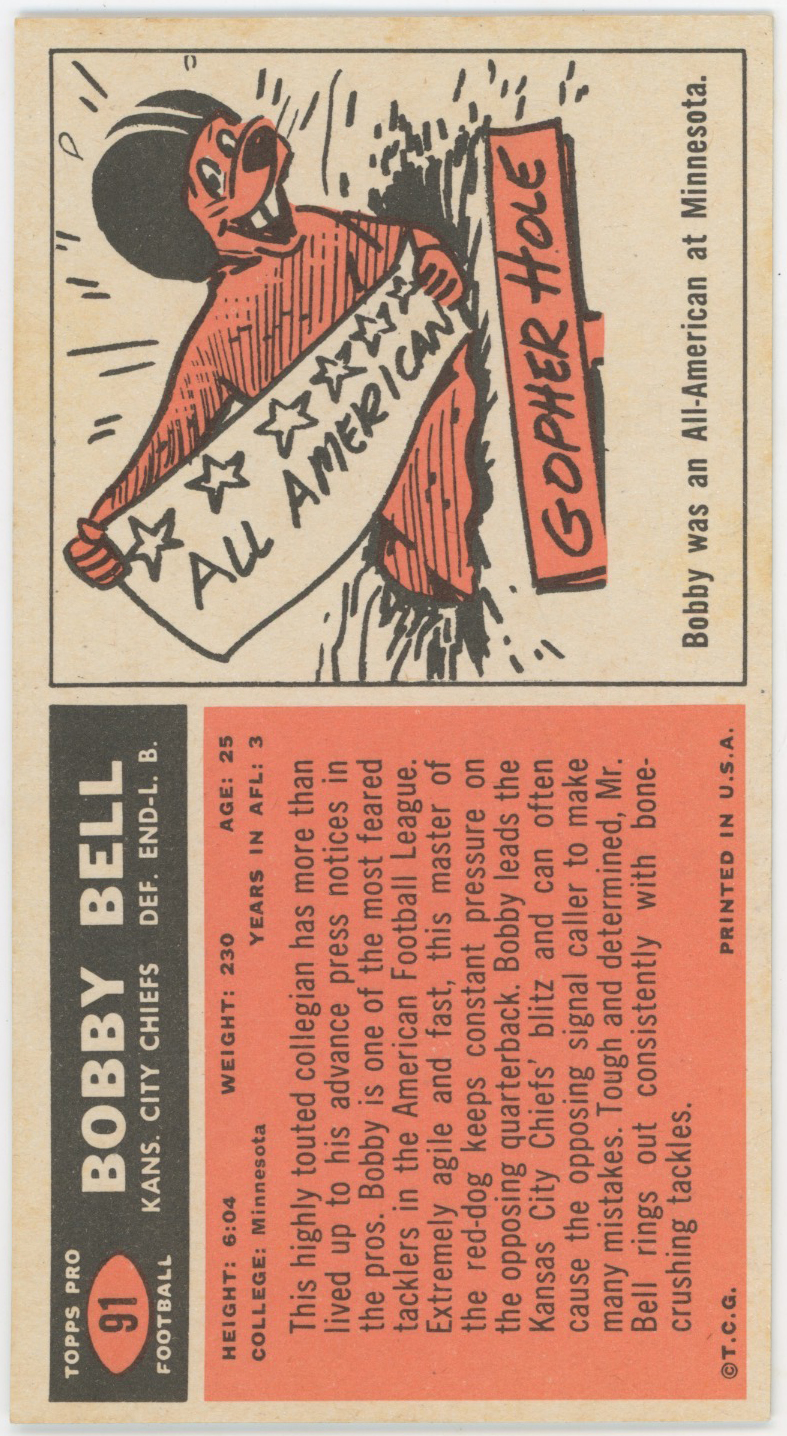 TOPPS PRO
91
FOOTBALL
BOBBY BELL
KANS. CITY CHIEFS DEF. END-L. B.
HEIGHT: 6:04 WEIGHT: 230 AGE: 25
COLLEGE: Minnesota YEARS IN AFL: 3
This highly touted collegian has more than
lived up to his advance press notices in
the pros. Bobby is one of the most feared
tacklers in the American Football League.
Extremely agile and fast, this master of
the red-dog keeps constant pressure on
the opposing quarterback. Bobby leads the
Kansas City Chiefs' blitz and can often
cause the opposing signal caller to make
many mistakes. Tough and determined, Mr.
Bell rings out consistently with bone-
crushing tackles.
©T.C.G. PRINTED IN U.S.A.
ALL AMERICAN
GOPHER HOLE
Bobby was an All-American at Minnesota.